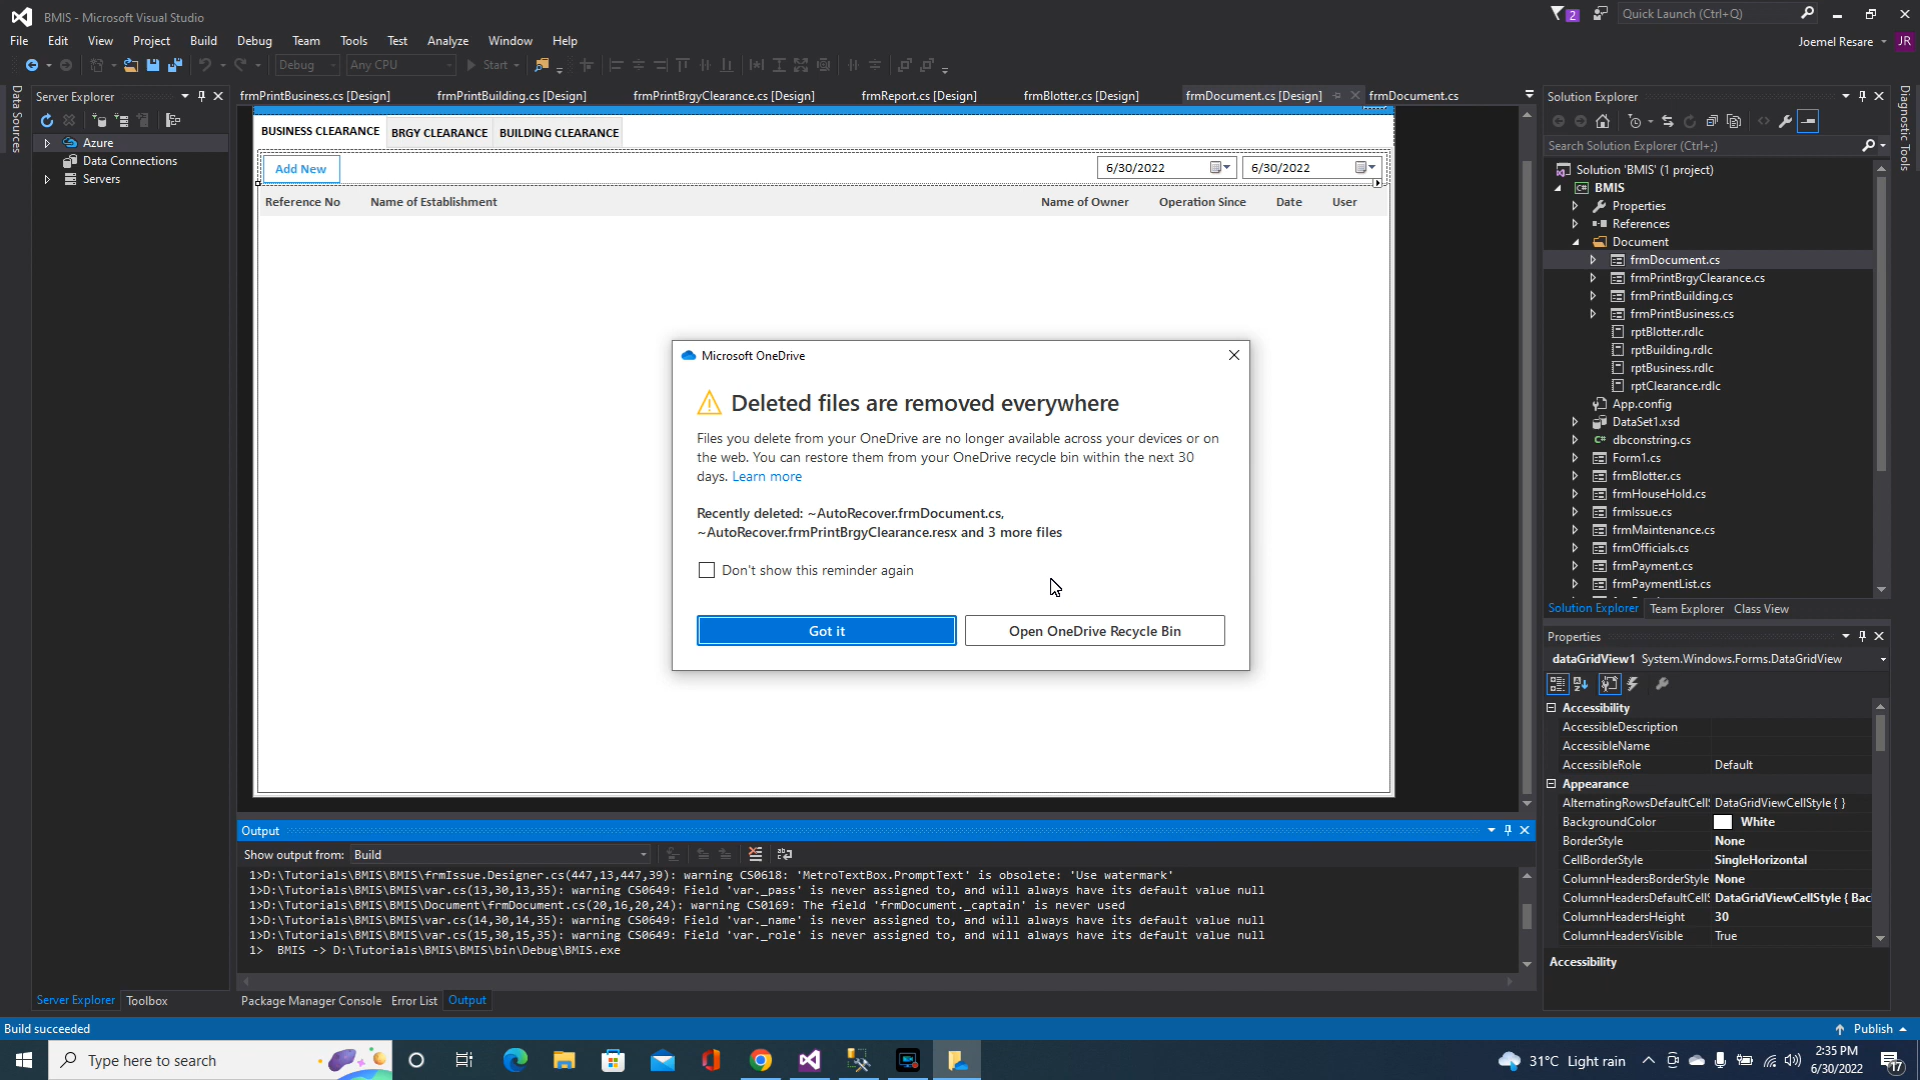 BMIS - Microsoft Visual Studio
2
Quick Launch (Ctrl+Q)
File Edit View Project Build Debug Team Tools Test Analyze Window Help
Joemel Resare JR
Debug Any CPU Start
Data Sources
Server Explorer
Azure
Data Connections
Servers
Server Explorer Toolbox
frmPrintBusiness.cs [Design] frmPrintBuilding.cs [Design] frmPrintBrgyClearance.cs [Design] frmReport.cs [Design] frmBlotter.cs [Design] frmDocument.cs [Design] frmDocument.cs
BUSINESS CLEARANCE BRGY CLEARANCE BUILDING CLEARANCE
Add New 6/30/2022 6/30/2022
Reference No Name of Establishment Name of Owner Operation Since Date User
Microsoft OneDrive
Deleted files are removed everywhere
Files you delete from your OneDrive are no longer available across your devices or on
the web. You can restore them from your OneDrive recycle bin within the next 30
days. Learn more
Recently deleted: ~AutoRecover.frmDocument.cs,
~AutoRecover.frmPrintBrgyClearance.resx and 3 more files
Don't show this reminder again
Got it Open OneDrive Recycle Bin
Output
Show output from: Build
1>D:\Tutorials\BMIS\BMIS\frmIssue.Designer.cs(447,13,447,39): warning CS0618: 'MetroTextBox.PromptText' is obsolete: 'Use watermark'
1>D:\Tutorials\BMIS\BMIS\var.cs(13,30,13,35): warning CS0649: Field 'var._pass' is never assigned to, and will always have its default value null
1>D:\Tutorials\BMIS\BMIS\Document\frmDocument.cs(20,16,20,24): warning CS0169: The field 'frmDocument._captain' is never used
1>D:\Tutorials\BMIS\BMIS\var.cs(14,30,14,35): warning CS0649: Field 'var._name' is never assigned to, and will always have its default value null
1>D:\Tutorials\BMIS\BMIS\var.cs(15,30,15,35): warning CS0649: Field 'var._role' is never assigned to, and will always have its default value null
1>  BMIS -> D:\Tutorials\BMIS\BMIS\bin\Debug\BMIS.exe
Package Manager Console Error List Output
Solution Explorer
Search Solution Explorer (Ctrl+;)
Solution 'BMIS' (1 project)
BMIS
Properties
References
Document
frmDocument.cs
frmPrintBrgyClearance.cs
frmPrintBuilding.cs
frmPrintBusiness.cs
rptBlotter.rdlc
rptBuilding.rdlc
rptBusiness.rdlc
rptClearance.rdlc
App.config
DataSet1.xsd
dbconstring.cs
Form1.cs
frmBlotter.cs
frmHouseHold.cs
frmIssue.cs
frmMaintenance.cs
frmOfficials.cs
frmPayment.cs
frmPaymentList.cs
Solution Explorer Team Explorer Class View
Properties
dataGridView1 System.Windows.Forms.DataGridView
Accessibility
AccessibleDescription
AccessibleName
AccessibleRole Default
Appearance
AlternatingRowsDefaultCell DataGridViewCellStyle { }
BackgroundColor White
BorderStyle None
CellBorderStyle SingleHorizontal
ColumnHeadersBorderStyle None
ColumnHeadersDefaultCell DataGridViewCellStyle { Bac
ColumnHeadersHeight 30
ColumnHeadersVisible True
Accessibility
Diagnostic Tools
Build succeeded
Publish
Type here to search
31°C Light rain
2:35 PM
6/30/2022
17